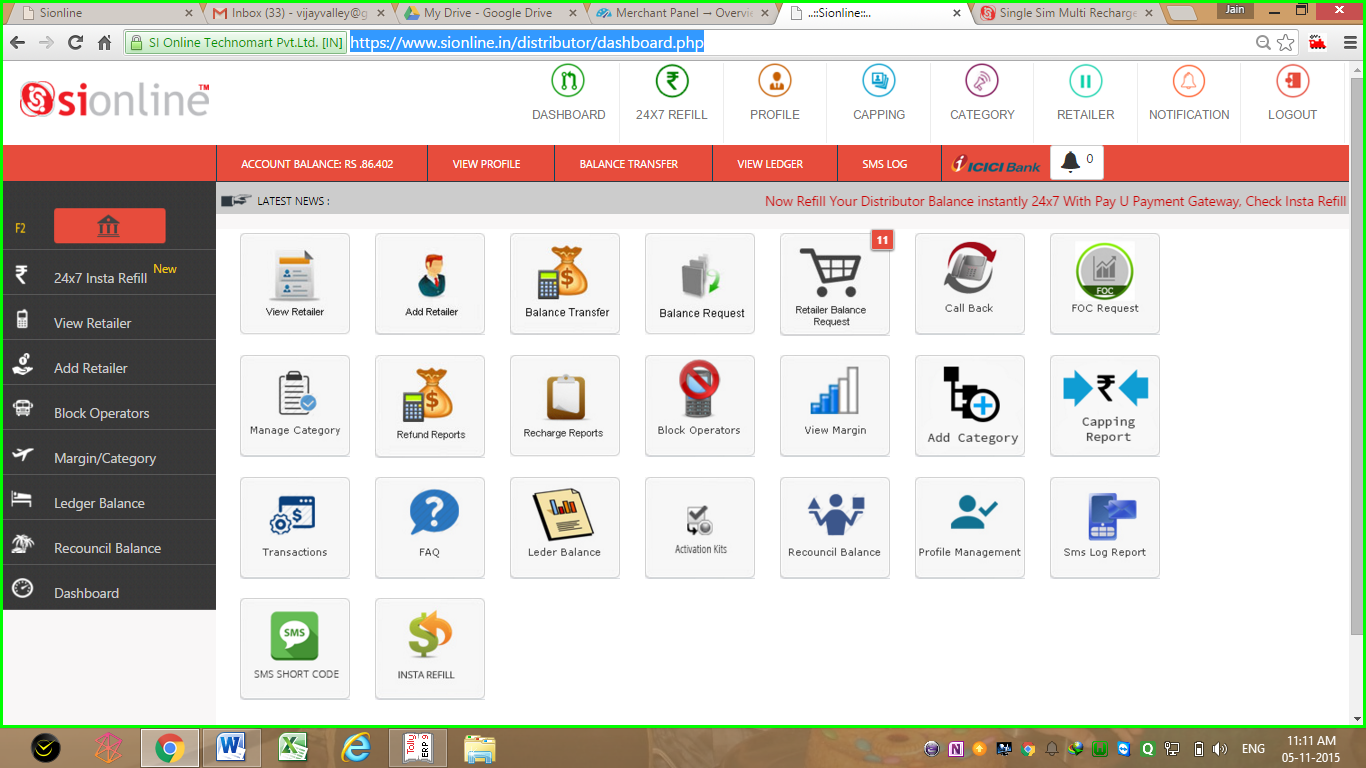 Sionline
Inbox (33) - vijayvalley@g
My Drive - Google Drive
Merchant Panel → Overvie
..::Sionline::..
Single Sim Multi Recharge
Jain
SI Online Technomart Pvt.Ltd. [IN]
https://www.sionline.in/distributor/dashboard.php
sionline™
DASHBOARD
24X7 REFILL
PROFILE
CAPPING
CATEGORY
RETAILER
NOTIFICATION
LOGOUT
ACCOUNT BALANCE: RS .86.402
VIEW PROFILE
BALANCE TRANSFER
VIEW LEDGER
SMS LOG
ICICI Bank
0
LATEST NEWS :
Now Refill Your Distributor Balance instantly 24x7 With Pay U Payment Gateway, Check Insta Refill
F2
24x7 Insta Refill New
View Retailer
Add Retailer
Block Operators
Margin/Category
Ledger Balance
Recouncil Balance
Dashboard
View Retailer
Add Retailer
Balance Transfer
Balance Request
11
Retailer Balance
Request
Call Back
FOC
FOC Request
Manage Category
Refund Reports
Recharge Reports
Block Operators
View Margin
Add Category
Capping
Report
Transactions
FAQ
Leder Balance
Activation Kits
Recouncil Balance
Profile Management
Sms Log Report
SMS
SMS SHORT CODE
INSTA REFILL
Tally
ERP 9
ENG
11:11 AM
05-11-2015